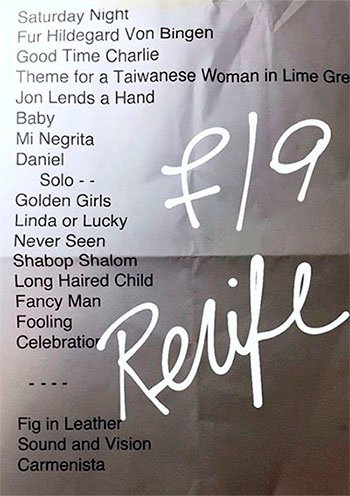 Saturday Night
Fur Hildegard Von Bingen
Good Time Charlie
Theme for a Taiwanese Woman in Lime Gre
Jon Lends a Hand
Baby
Mi Negrita
Daniel
Solo - -
Golden Girls
Linda or Lucky
Never Seen
Shabop Shalom
Long Haired Child
Fancy Man
Fooling
Celebration
- - - -
Fig in Leather
Sound and Vision
Carmenista